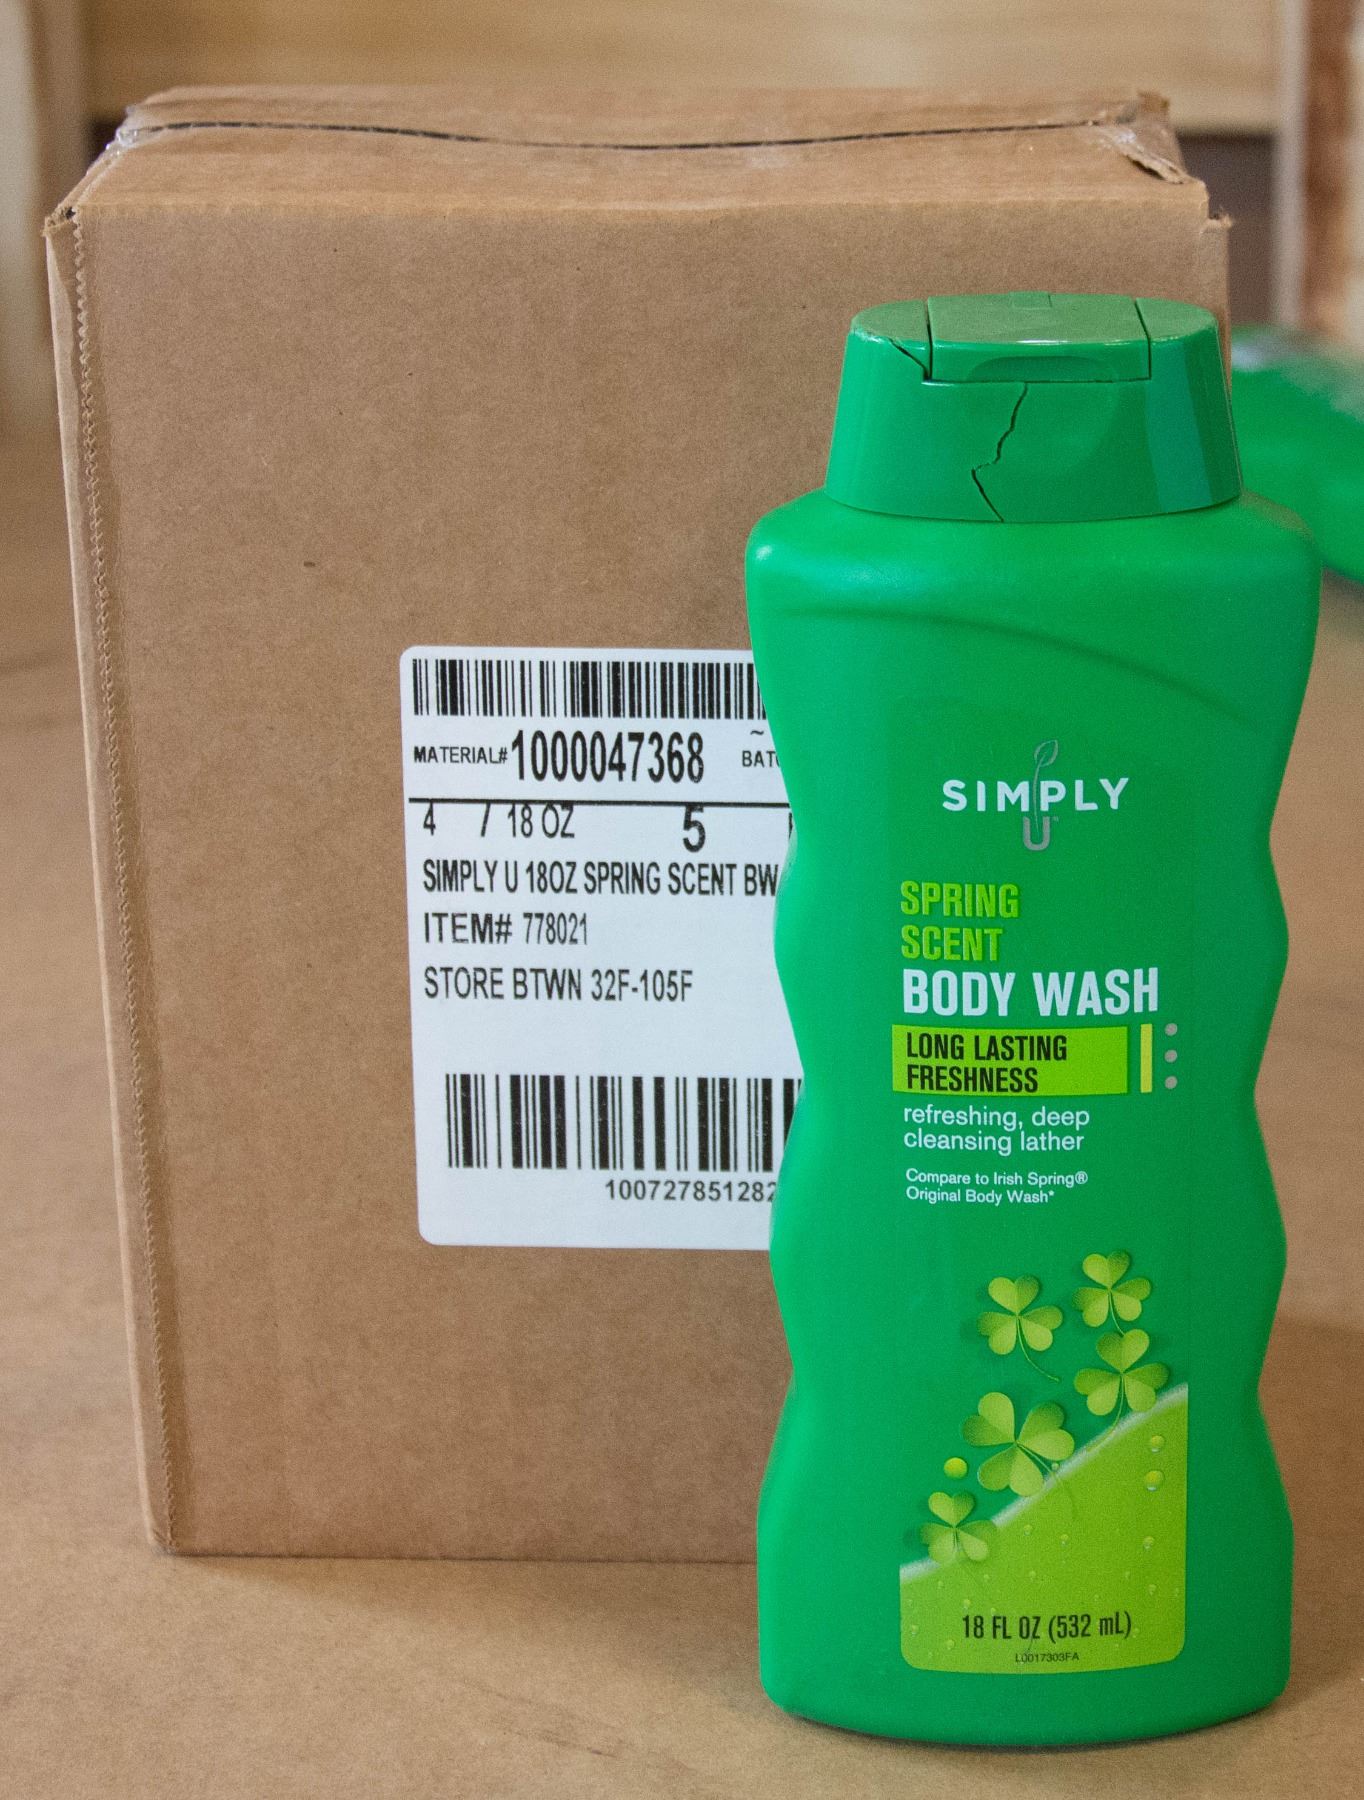 MATERIAL# 1000047368
4 / 18 OZ 5
SIMPLY U 18OZ SPRING SCENT BW
ITEM# 778021
STORE BTWN 32F-105F
100727851282
SIMPLY
U™
SPRING
SCENT
BODY WASH
LONG LASTING
FRESHNESS
refreshing, deep
cleansing lather
Compare to Irish Spring®
Original Body Wash*
18 FL OZ (532 mL)
L0017303FA